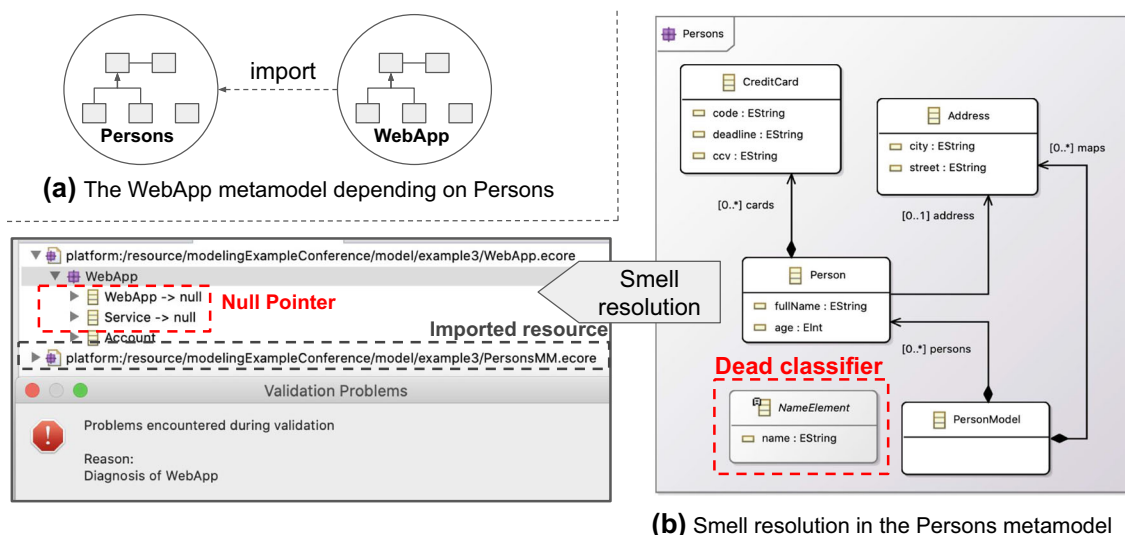 import
Persons
WebApp
(a) The WebApp metamodel depending on Persons
platform:/resource/modelingExampleConference/model/example3/WebApp.ecore
WebApp
WebApp -> null
Service -> null
Null Pointer
Account
Imported resource
platform:/resource/modelingExampleConference/model/example3/PersonsMM.ecore
Validation Problems
Problems encountered during validation
Reason:
Diagnosis of WebApp
Smell
resolution
Persons
CreditCard
code : EString
deadline : EString
ccv : EString
Address
city : EString
street : EString
[0..*] maps
[0..*] cards
[0..1] address
Person
fullName : EString
age : EInt
[0..*] persons
Dead classifier
NameElement
name : EString
PersonModel
(b) Smell resolution in the Persons metamodel